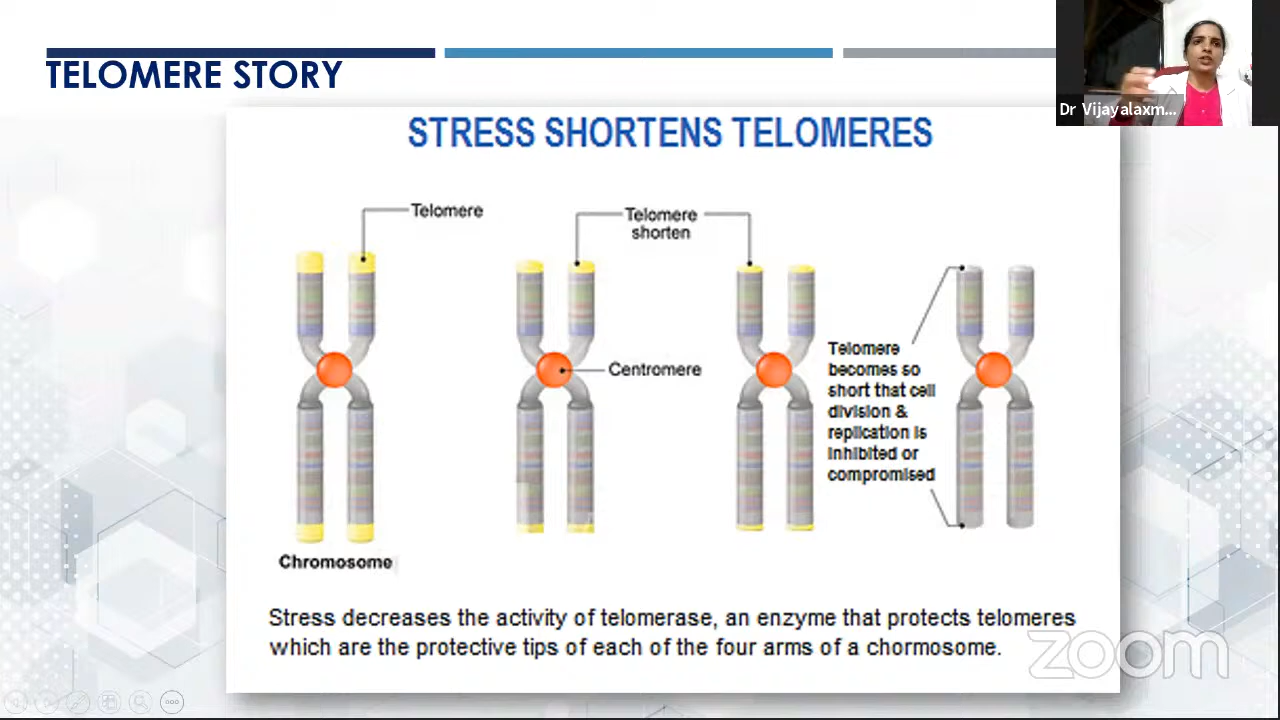 TELOMERE STORY
Dr Vijayalaxm...
STRESS SHORTENS TELOMERES
Telomere
Telomere
shorten
Centromere
Telomere
becomes so
short that cell
division &
replication is
inhibited or
compromised
Chromosome
Stress decreases the activity of telomerase, an enzyme that protects telomeres
which are the protective tips of each of the four arms of a chormosome.
zoom